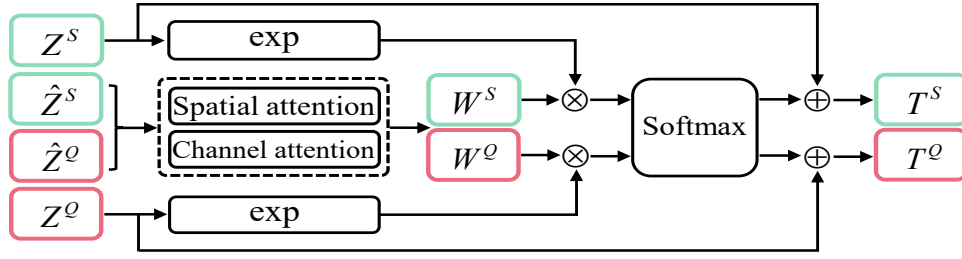 Z^S
exp
Ẑ^S
Ẑ^Q
Spatial attention
Channel attention
W^S
W^Q
⊗
⊗
Softmax
⊕
⊕
T^S
T^Q
Z^Q
exp